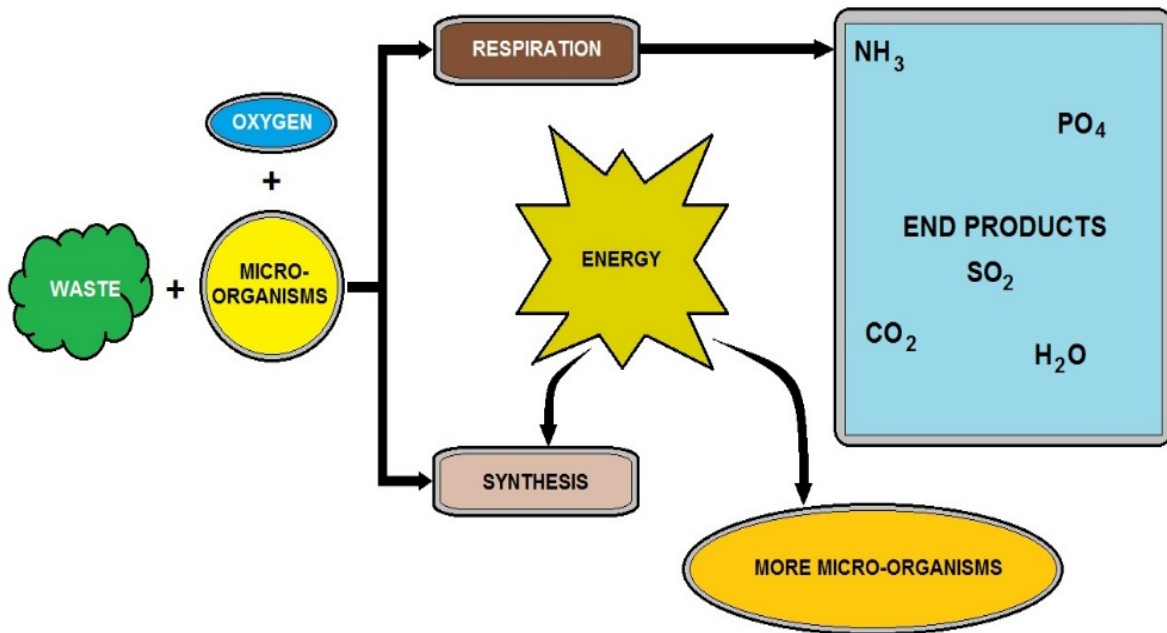 RESPIRATION
NH₃
OXYGEN
PO₄
+
END PRODUCTS
ENERGY
MICRO-
ORGANISMS
WASTE
+
SO₂
CO₂
H₂O
SYNTHESIS
MORE MICRO-ORGANISMS